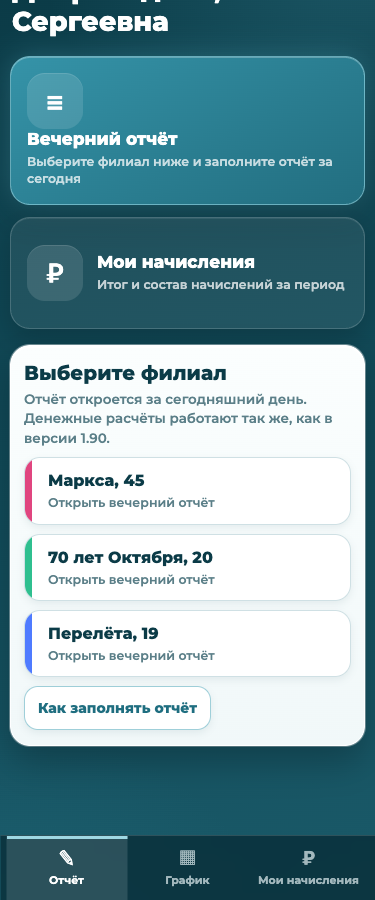 Сергеевна
Вечерний отчёт
Выберите филиал ниже и заполните отчёт за
сегодня
₽
Мои начисления
Итог и состав начислений за период
Выберите филиал
Отчёт откроется за сегодняшний день.
Денежные расчёты работают так же, как в
версии 1.90.
Маркса, 45
Открыть вечерний отчёт
70 лет Октября, 20
Открыть вечерний отчёт
Перелёта, 19
Открыть вечерний отчёт
Как заполнять отчёт
₽
Отчёт
График
Мои начисления